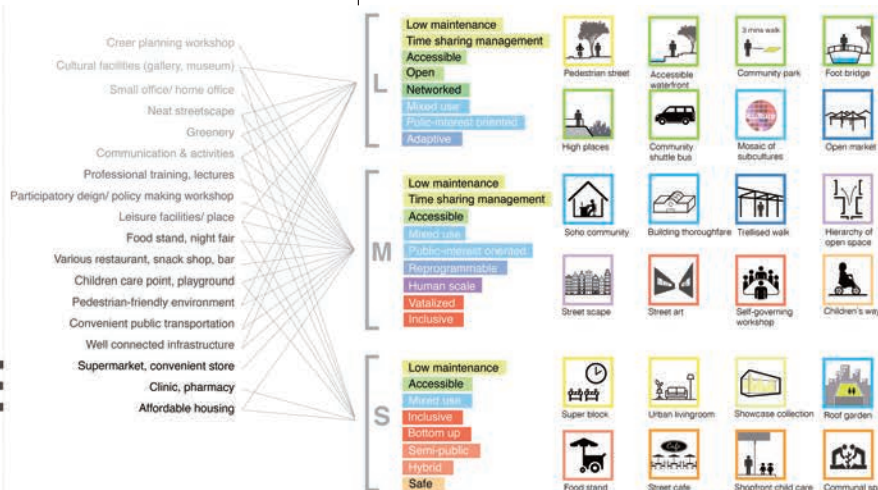 Creer planning workshop
Cultural facilities (gallery, museum)
Small office/ home office
Neat streetscape
Greenery
Communication & activities
Professional training, lectures
Participatory deign/ policy making workshop
Leisure facilities/ place
Food stand, night fair
Various restaurant, snack shop, bar
Children care point, playground
Pedestrian-friendly environment
Convenient public transportation
Well connected infrastructure
Supermarket, convenient store
Clinic, pharmacy
Affordable housing
L
Low maintenance
Time sharing management
Accessible
Open
Networked
Mixed use
Polic-interest oriented
Adaptive
M
Low maintenance
Time sharing management
Accessible
Mixed use
Public-interest oriented
Reprogrammable
Human scale
Vatalized
Inclusive
S
Low maintenance
Accessible
Mixed use
Inclusive
Bottom up
Semi-public
Hybrid
Safe
Pedestrian street
Accessible
waterfront
3 mins walk
Community park
Foot bridge
High places
Community
shuttle bus
Mosaic of
subcultures
Open market
Soho community
Building thoroughfare
Trellised walk
Hierarchy of
open space
Street scape
Street art
Self-governing
workshop
Children's way
Super block
Urban livingroom
Showcase collection
Roof garden
Food stand
Cafe
Street cafe
Shopfront child care
Communal sp